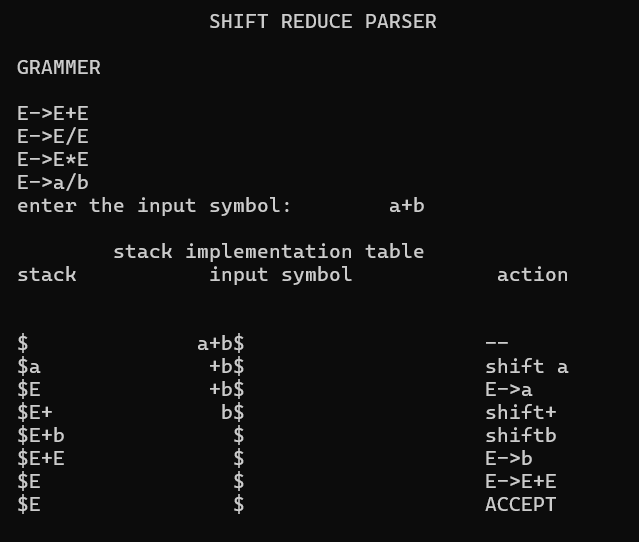 SHIFT REDUCE PARSER
GRAMMER
E->E+E
E->E/E
E->E*E
E->a/b
enter the input symbol: a+b
stack implementation table
stack input symbol action
$ a+b$ --
$a +b$ shift a
$E +b$ E->a
$E+ b$ shift+
$E+b $ shiftb
$E+E $ E->b
$E $ E->E+E
$E $ ACCEPT